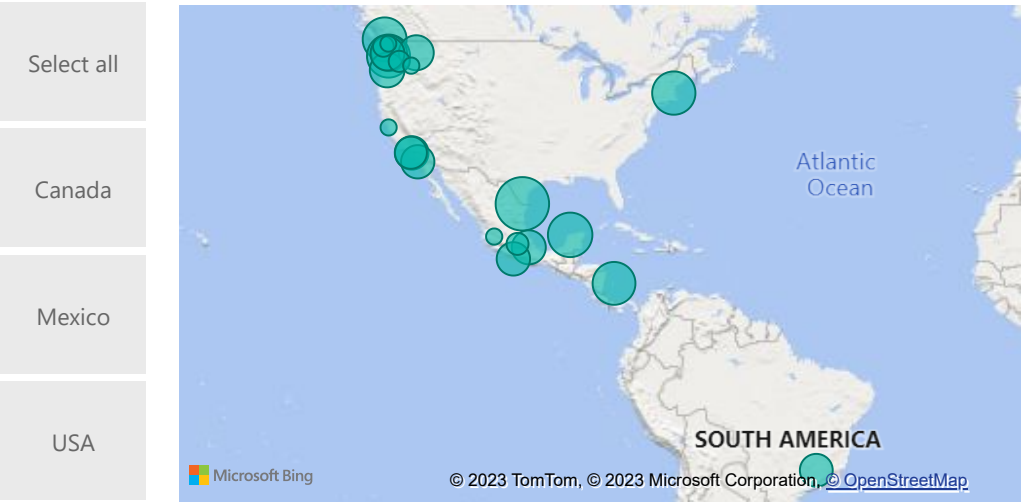 Select all
Canada
Mexico
USA
Atlantic
Ocean
SOUTH AMERICA
Microsoft Bing
© 2023 TomTom, © 2023 Microsoft Corporation, © OpenStreetMap